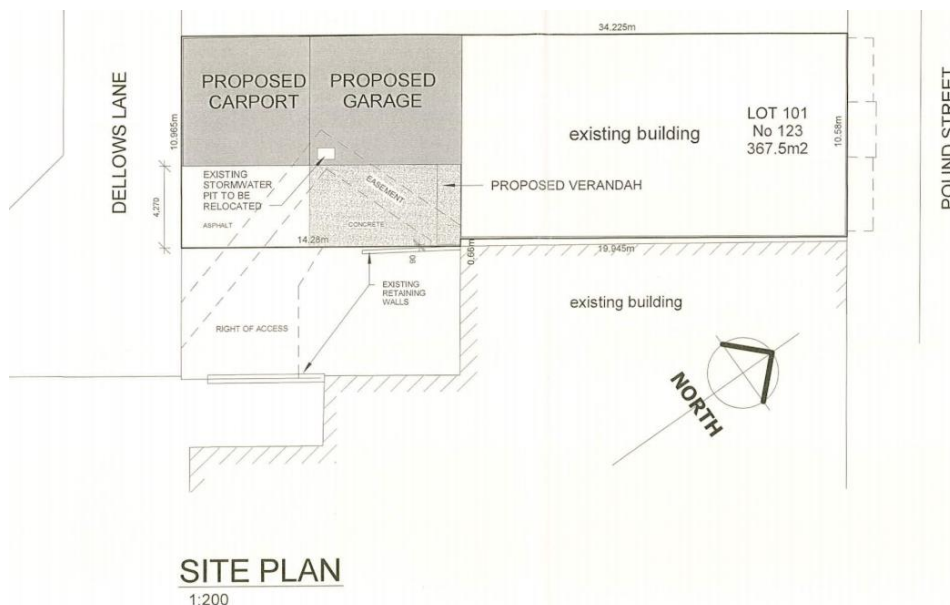 34.225m
DELLOWS LANE
10.965m
PROPOSED
CARPORT
PROPOSED
GARAGE
existing building
LOT 101
No 123
367.5m2
10.58m
POUND STREET
4,270
EXISTING
STORMWATER
PIT TO BE
RELOCATED
ASPHALT
EASEMENT
CONCRETE
PROPOSED VERANDAH
14.28m
90
0.66m
19.945m
EXISTING
RETAINING
WALLS
existing building
RIGHT OF ACCESS
NORTH
SITE PLAN
1:200